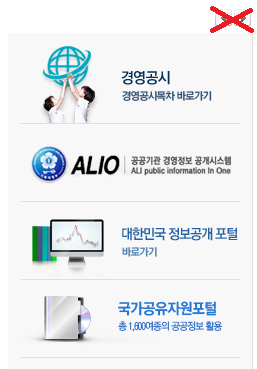 경영공시
경영공시목차 바로가기
ALIO
공공기관 경영정보 공개시스템
ALI public information In One
대한민국 정보공개 포털
바로가기
국가공유자원포털
총 1,600여종의 공공정보 활용